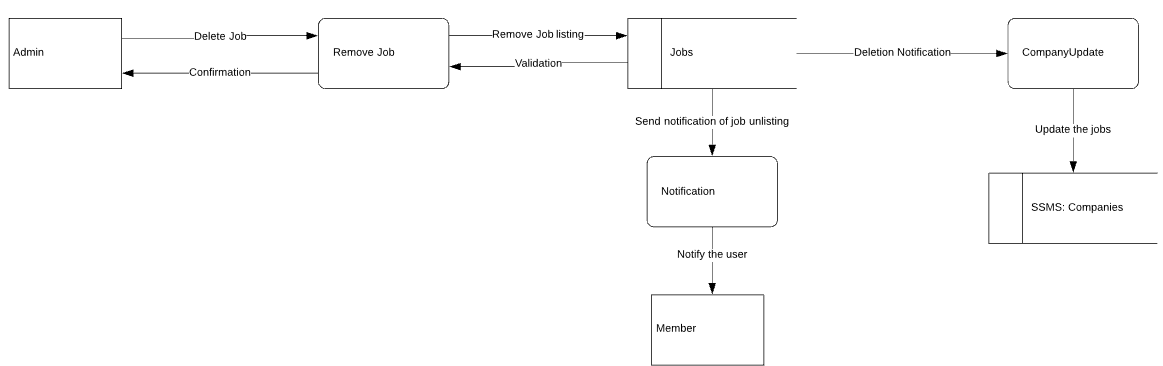 Admin
Delete Job
Confirmation
Remove Job
Remove Job listing
Validation
Jobs
Deletion Notification
CompanyUpdate
Send notification of job unlisting
Update the jobs
Notification
SSMS: Companies
Notify the user
Member